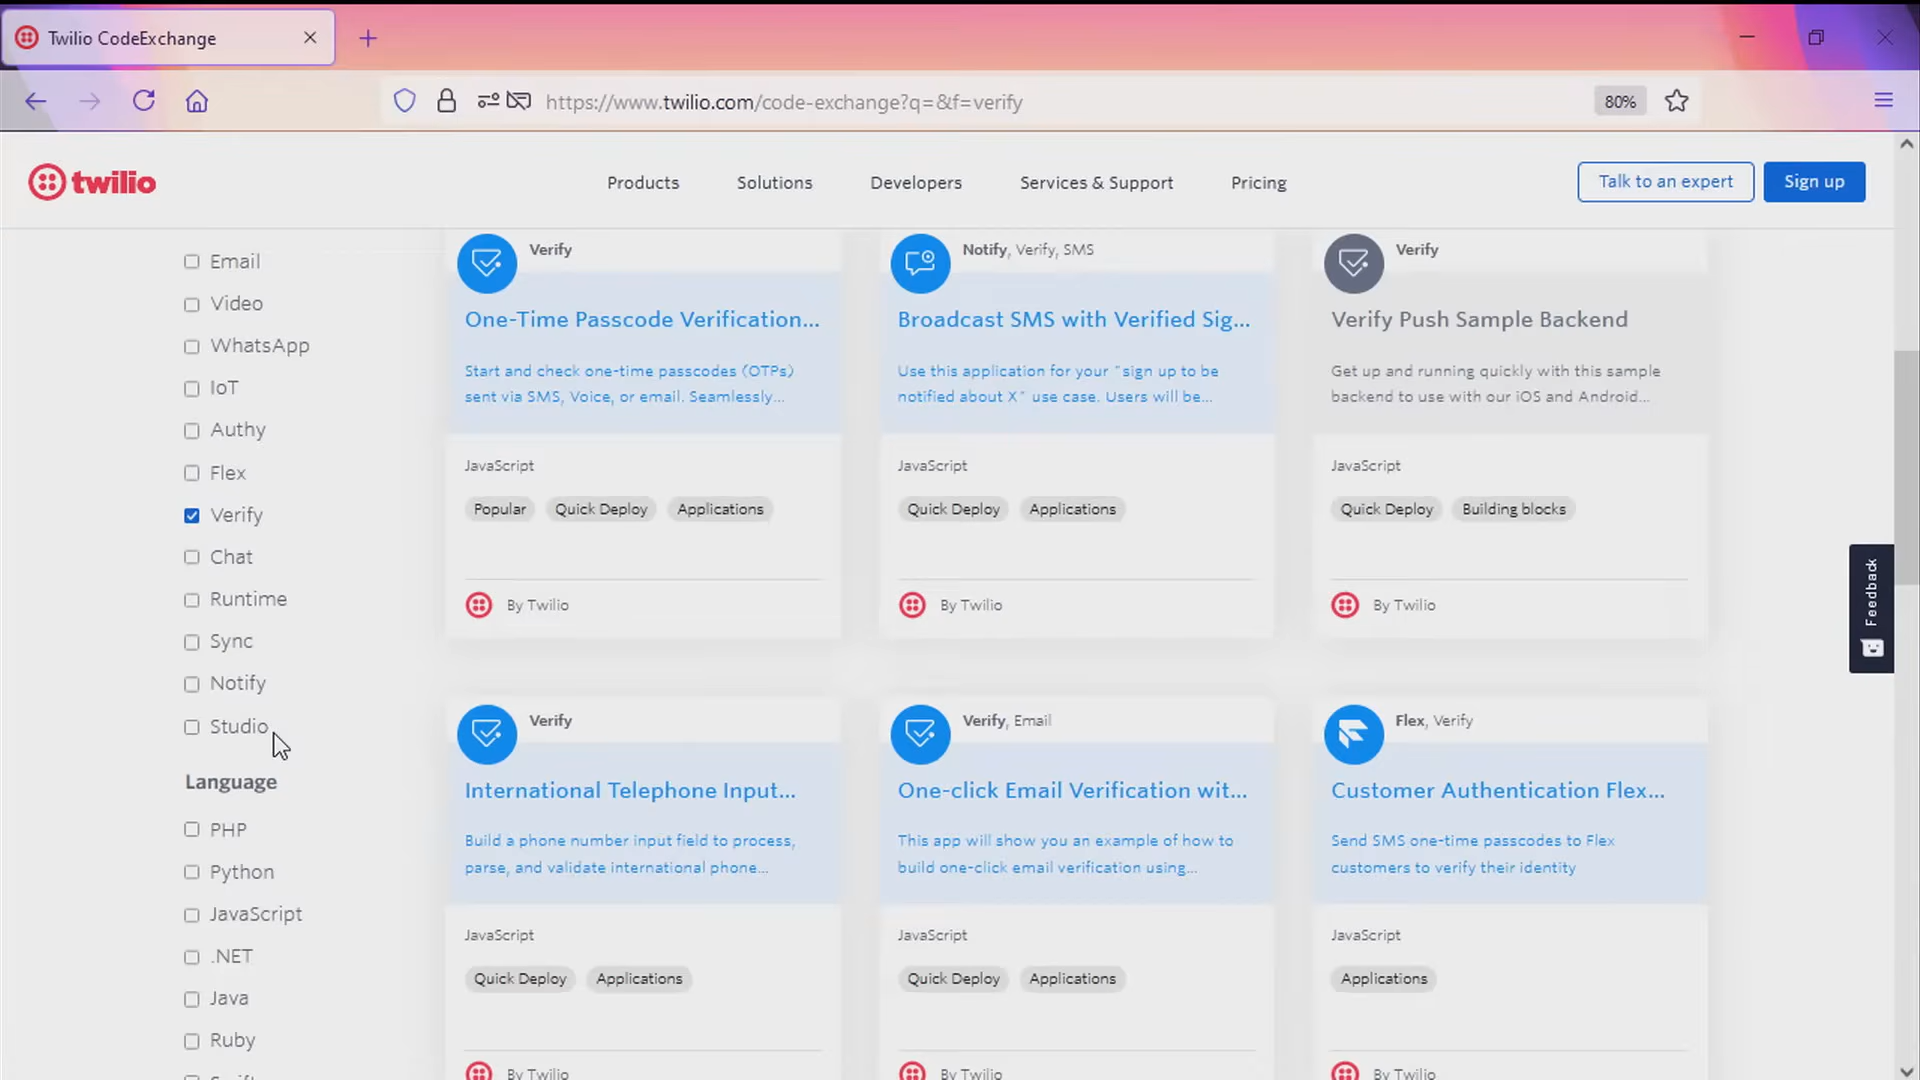 Twilio CodeExchange
https://www.twilio.com/code-exchange?q=&f=verify
80%
twilio
Products
Solutions
Developers
Services & Support
Pricing
Talk to an expert
Sign up
Email
Video
WhatsApp
IoT
Authy
Flex
Verify
Chat
Runtime
Sync
Notify
Studio
Language
PHP
Python
JavaScript
.NET
Java
Ruby
Verify
One-Time Passcode Verification...
Start and check one-time passcodes (OTPs)
sent via SMS, Voice, or email. Seamlessly...
JavaScript
Popular
Quick Deploy
Applications
By Twilio
Notify, Verify, SMS
Broadcast SMS with Verified Sig...
Use this application for your "sign up to be
notified about X" use case. Users will be...
JavaScript
Quick Deploy
Applications
By Twilio
Verify
Verify Push Sample Backend
Get up and running quickly with this sample
backend to use with our iOS and Android...
JavaScript
Quick Deploy
Building blocks
By Twilio
Verify
International Telephone Input...
Build a phone number input field to process,
parse, and validate international phone...
JavaScript
Quick Deploy
Applications
By Twilio
Verify, Email
One-click Email Verification wit...
This app will show you an example of how to
build one-click email verification using...
JavaScript
Quick Deploy
Applications
By Twilio
Flex, Verify
Customer Authentication Flex...
Send SMS one-time passcodes to Flex
customers to verify their identity
JavaScript
Applications
By Twilio
Feedback